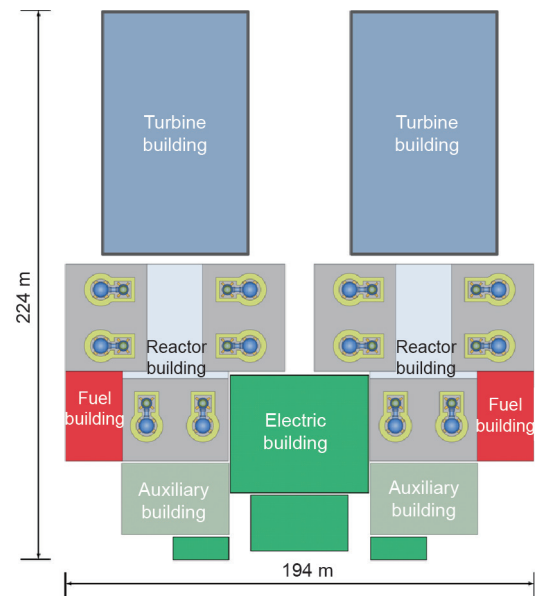 Turbine
building
Turbine
building
224 m
Reactor
building
Reactor
building
Fuel
building
Electric
building
Fuel
building
Auxiliary
building
Auxiliary
building
194 m